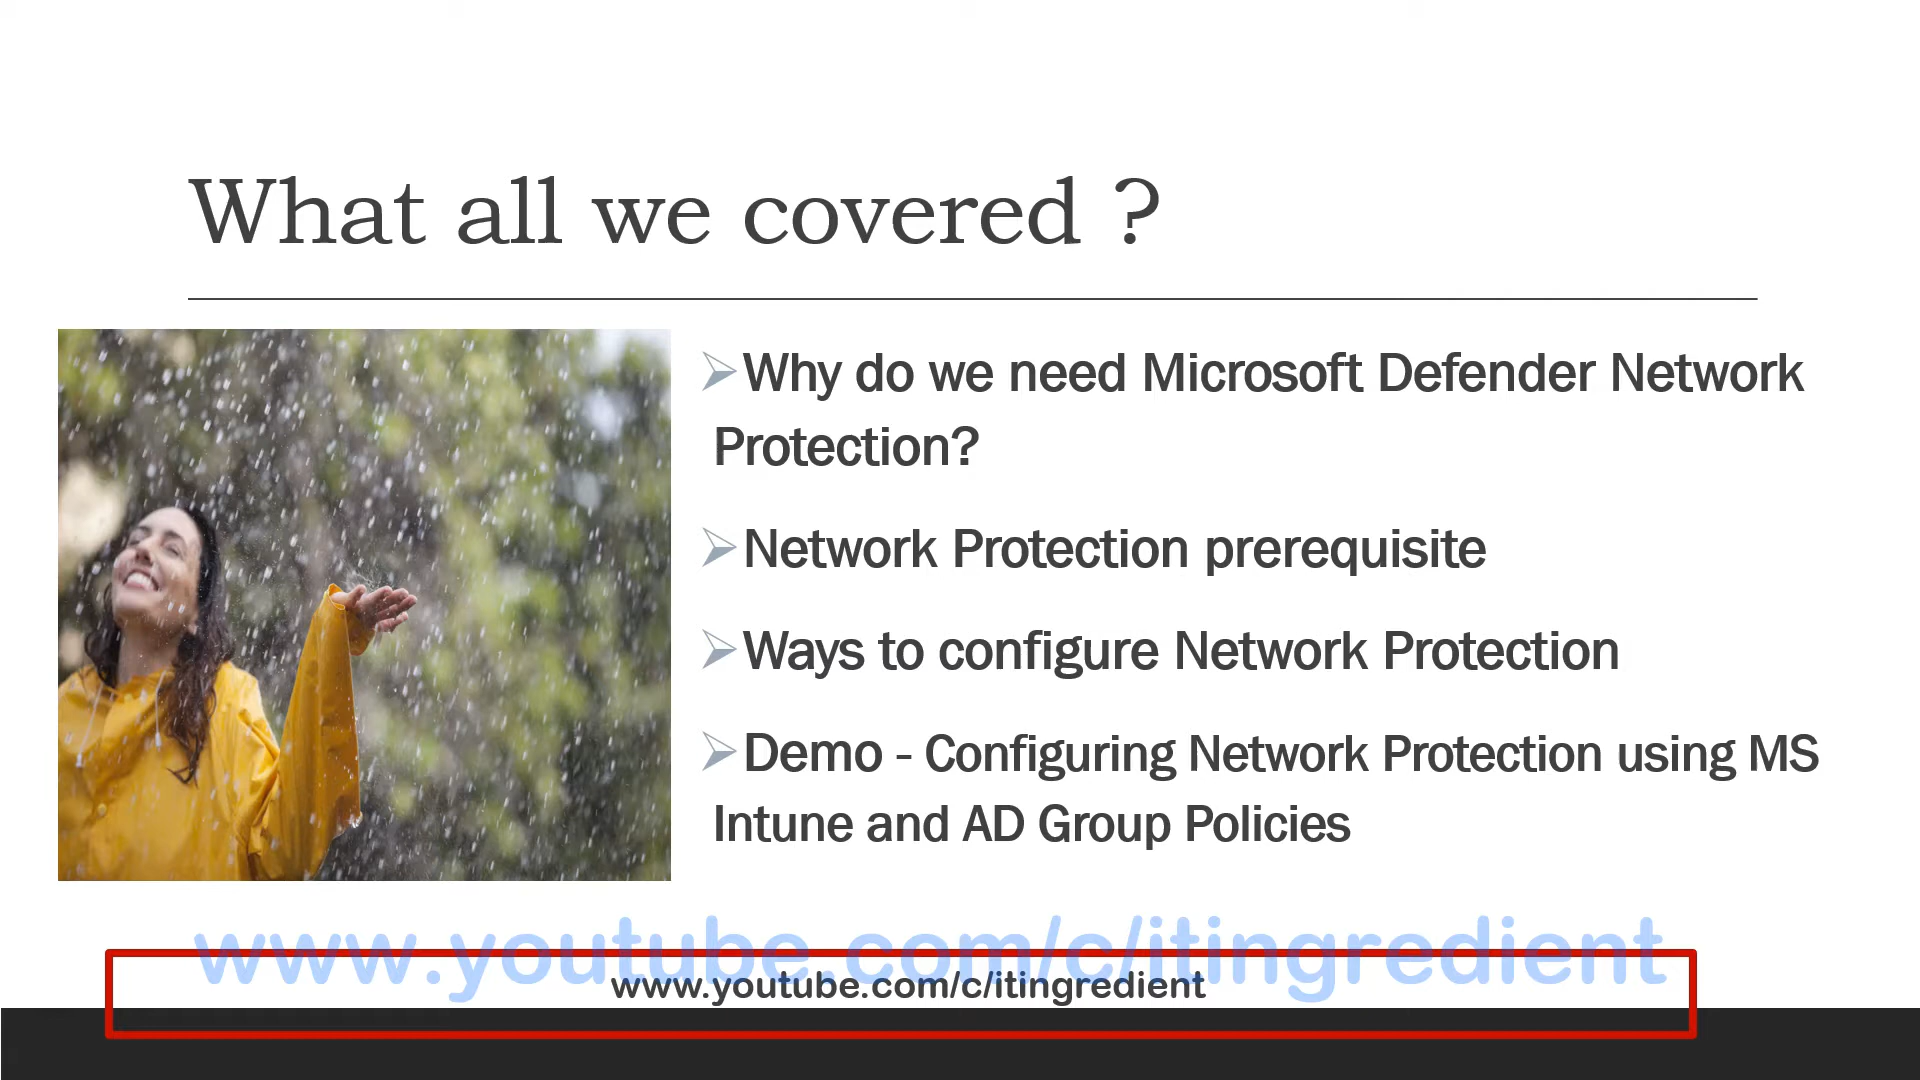 What all we covered ?
Why do we need Microsoft Defender Network
Protection?
Network Protection prerequisite
Ways to configure Network Protection
Demo - Configuring Network Protection using MS
Intune and AD Group Policies
www.youtube.com/c/itingredient
www.youtube.com/c/itingredient